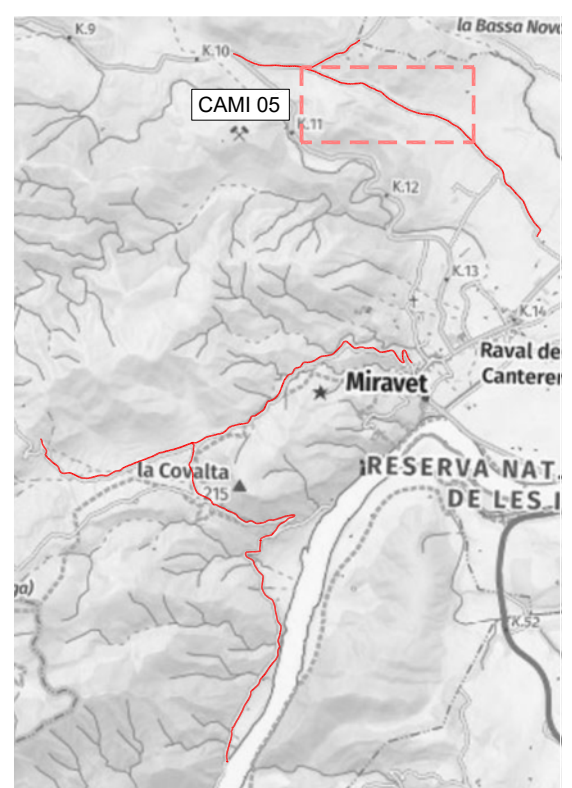 la Bassa Nov
K.9
K.10
CAMI 05
K.11
K.12
K.13
K.14
Raval de
Canterer
Miravet
RESERVA NAT.
DE LES I
la Covalta
215
ga)
K.52